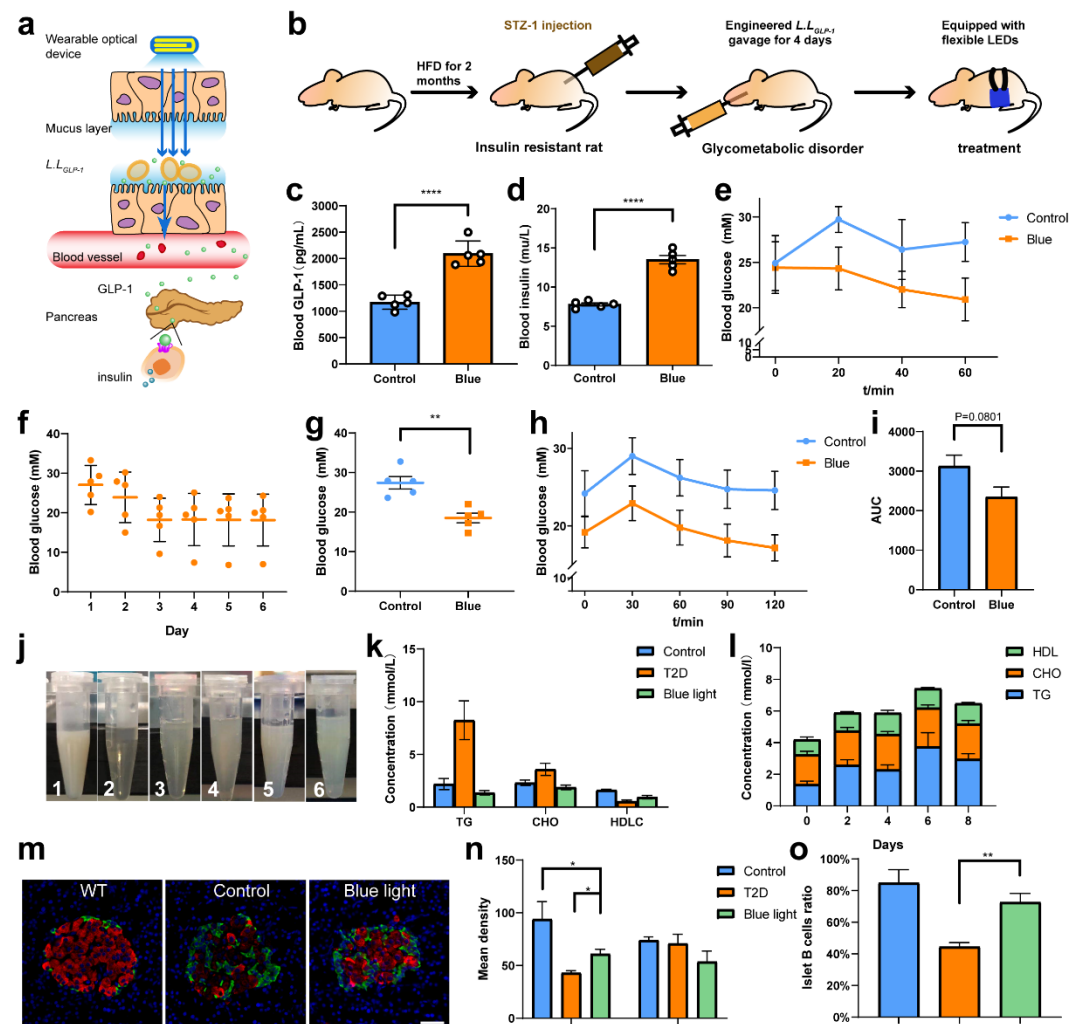 a
Wearable optical
device
Mucus layer
L.L GLP-1
Blood vessel
GLP-1
Pancreas
insulin
b
STZ-1 injection
Engineered L.L GLP-1
gavage for 4 days
Equipped with
flexible LEDs
HFD for 2
months
Insulin resistant rat
Glycometabolic disorder
treatment
c
Blood GLP-1 (pg/mL)
3000
2500
2000
1500
1000
500
0
****
Control
Blue
d
Blood insulin (mu/L)
20
15
10
5
0
****
Control
Blue
e
Blood glucose (mM)
30
25
20
10
5
0
0
20
40
60
t/min
Control
Blue
f
Blood glucose (mM)
40
30
20
10
0
1
2
3
4
5
6
Day
g
Blood glucose (mM)
40
30
20
10
0
**
Control
Blue
h
Blood glucose (mM)
30
20
10
0
0
30
60
90
120
t/min
Control
Blue
i
P=0.0801
AUC
4000
3000
2000
1000
0
Control
Blue
j
1
2
3
4
5
6
k
Concentration (mmol/L)
15
10
5
0
TG
CHO
HDLC
Control
T2D
Blue light
l
Concentration (mmol/l)
10
8
6
4
2
0
0
2
4
6
8
Days
HDL
CHO
TG
m
WT
Control
Blue light
n
Mean density
150
100
50
0
*
*
Control
T2D
Blue light
o
Islet B cells ratio
100%
80%
60%
40%
20%
0%
**